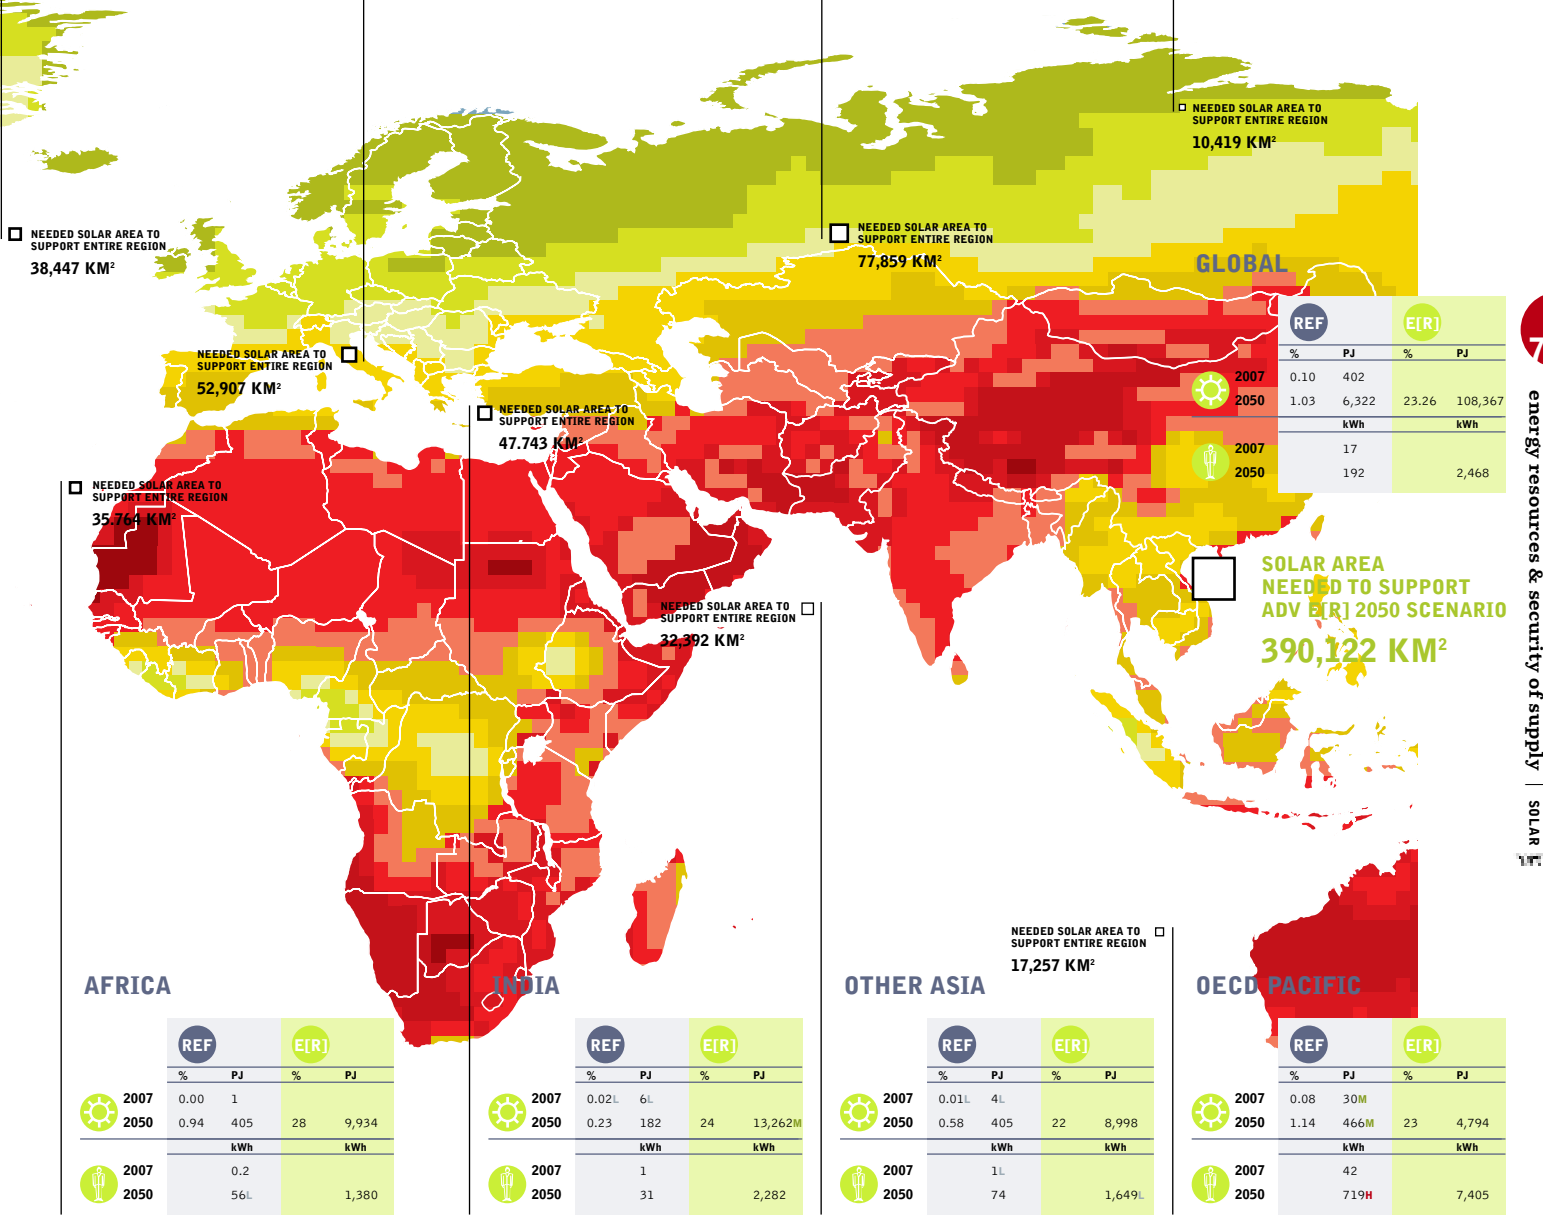 NEEDED SOLAR AREA TO
SUPPORT ENTIRE REGION
10,419 KM²
NEEDED SOLAR AREA TO
SUPPORT ENTIRE REGION
38,447 KM²
NEEDED SOLAR AREA TO
SUPPORT ENTIRE REGION
77,859 KM²
NEEDED SOLAR AREA TO
SUPPORT ENTIRE REGION
52,907 KM²
NEEDED SOLAR AREA TO
SUPPORT ENTIRE REGION
47.743 KM²
NEEDED SOLAR AREA TO
SUPPORT ENTIRE REGION
35.764 KM²
NEEDED SOLAR AREA TO
SUPPORT ENTIRE REGION
32,392 KM²
GLOBAL
REF E[R]
% PJ % PJ
2007 0.10 402
2050 1.03 6,322 23.26 108,367
kWh kWh
2007 17
2050 192 2,468
7
energy resources & security of supply | SOLAR
SOLAR AREA
NEEDED TO SUPPORT
ADV E[R] 2050 SCENARIO
390,122 KM²
NEEDED SOLAR AREA TO
SUPPORT ENTIRE REGION
17,257 KM²
AFRICA
REF E[R]
% PJ % PJ
2007 0.00 1
2050 0.94 405 28 9,934
kWh kWh
2007 0.2
2050 56L 1,380
INDIA
REF E[R]
% PJ % PJ
2007 0.02L 6L
2050 0.23 182 24 13,262M
kWh kWh
2007 1
2050 31 2,282
OTHER ASIA
REF E[R]
% PJ % PJ
2007 0.01L 4L
2050 0.58 405 22 8,998
kWh kWh
2007 1L
2050 74 1,649L
OECD PACIFIC
REF E[R]
% PJ % PJ
2007 0.08 30M
2050 1.14 466M 23 4,794
kWh kWh
2007 42
2050 719H 7,405